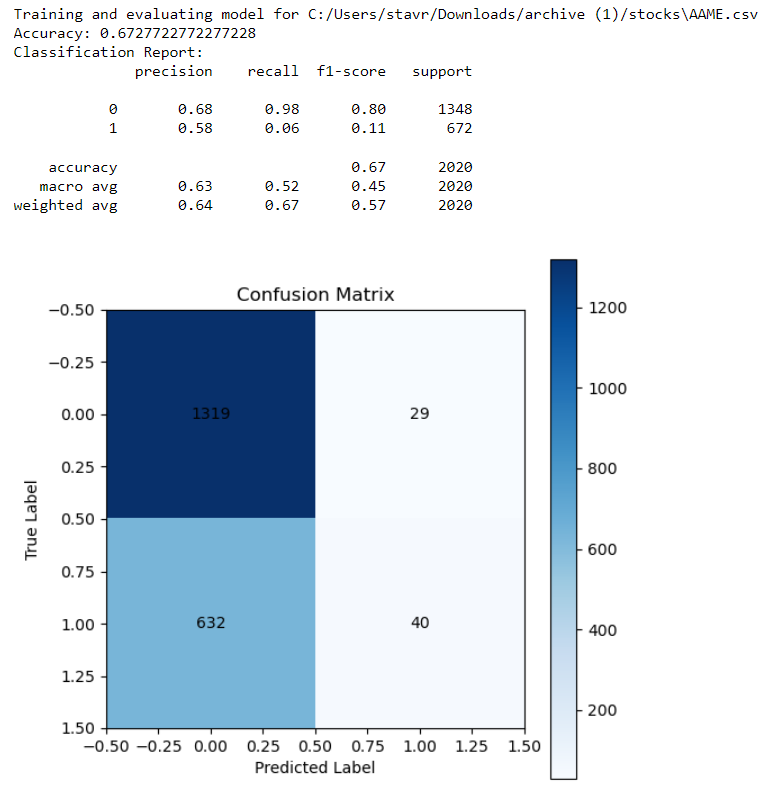 Training and evaluating model for C:/Users/stavr/Downloads/archive (1)/stocks\AAME.csv
Accuracy: 0.6727722772277228
Classification Report:
precision recall f1-score support
0 0.68 0.98 0.80 1348
1 0.58 0.06 0.11 672
accuracy 0.67 2020
macro avg 0.63 0.52 0.45 2020
weighted avg 0.64 0.67 0.57 2020
Confusion Matrix
−0.50
−0.25
0.00
0.25
0.50
0.75
1.00
1.25
1.50
True Label
1319 29
632 40
−0.50 −0.25 0.00 0.25 0.50 0.75 1.00 1.25 1.50
Predicted Label
1200
1000
800
600
400
200